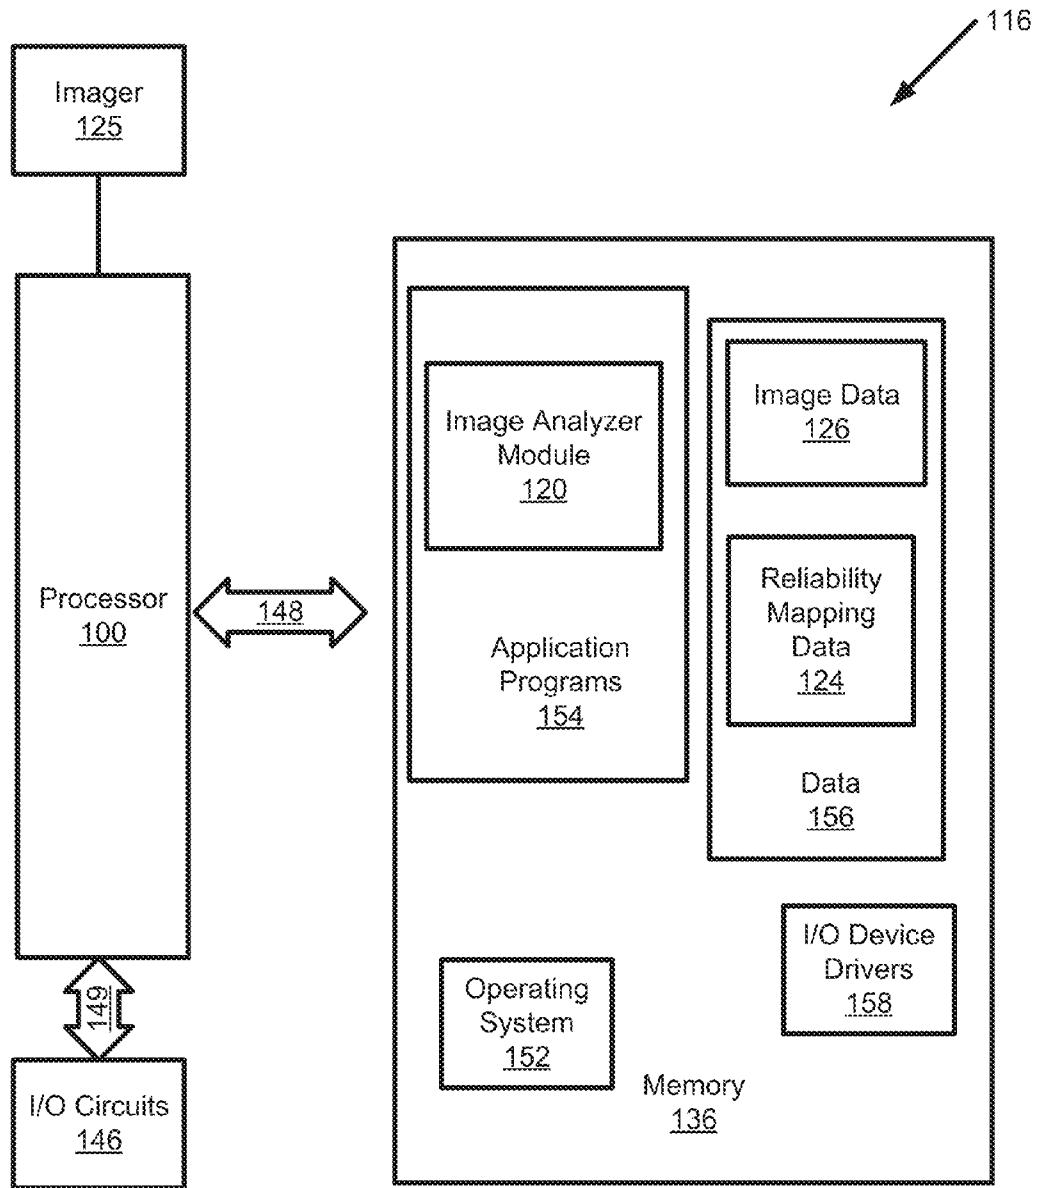 116
Imager
125
Processor
100
148
149
I/O Circuits
146
Image Analyzer
Module
120
Application
Programs
154
Image Data
126
Reliability
Mapping
Data
124
Data
156
I/O Device
Drivers
158
Operating
System
152
Memory
136